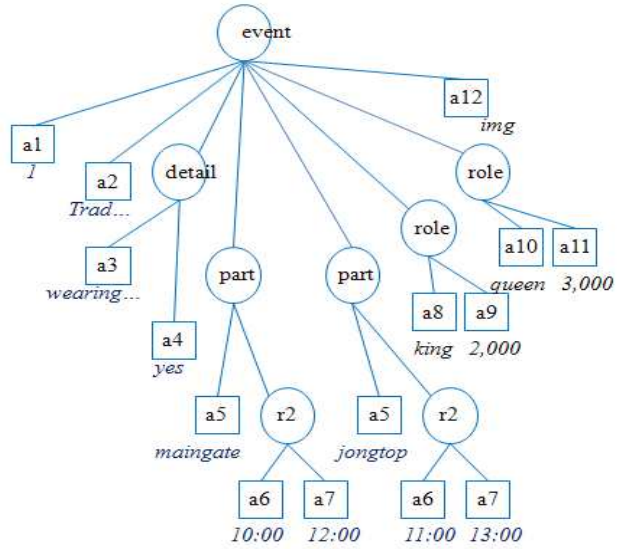 event
a12
img
a1
1
a2
Trad...
detail
role
a3
wearing...
role
a10
a11
queen
3,000
part
part
a8
a9
king
2,000
a4
yes
a5
maingate
r2
a5
jongtop
r2
a6
a7
a6
a7
10:00
12:00
11:00
13:00